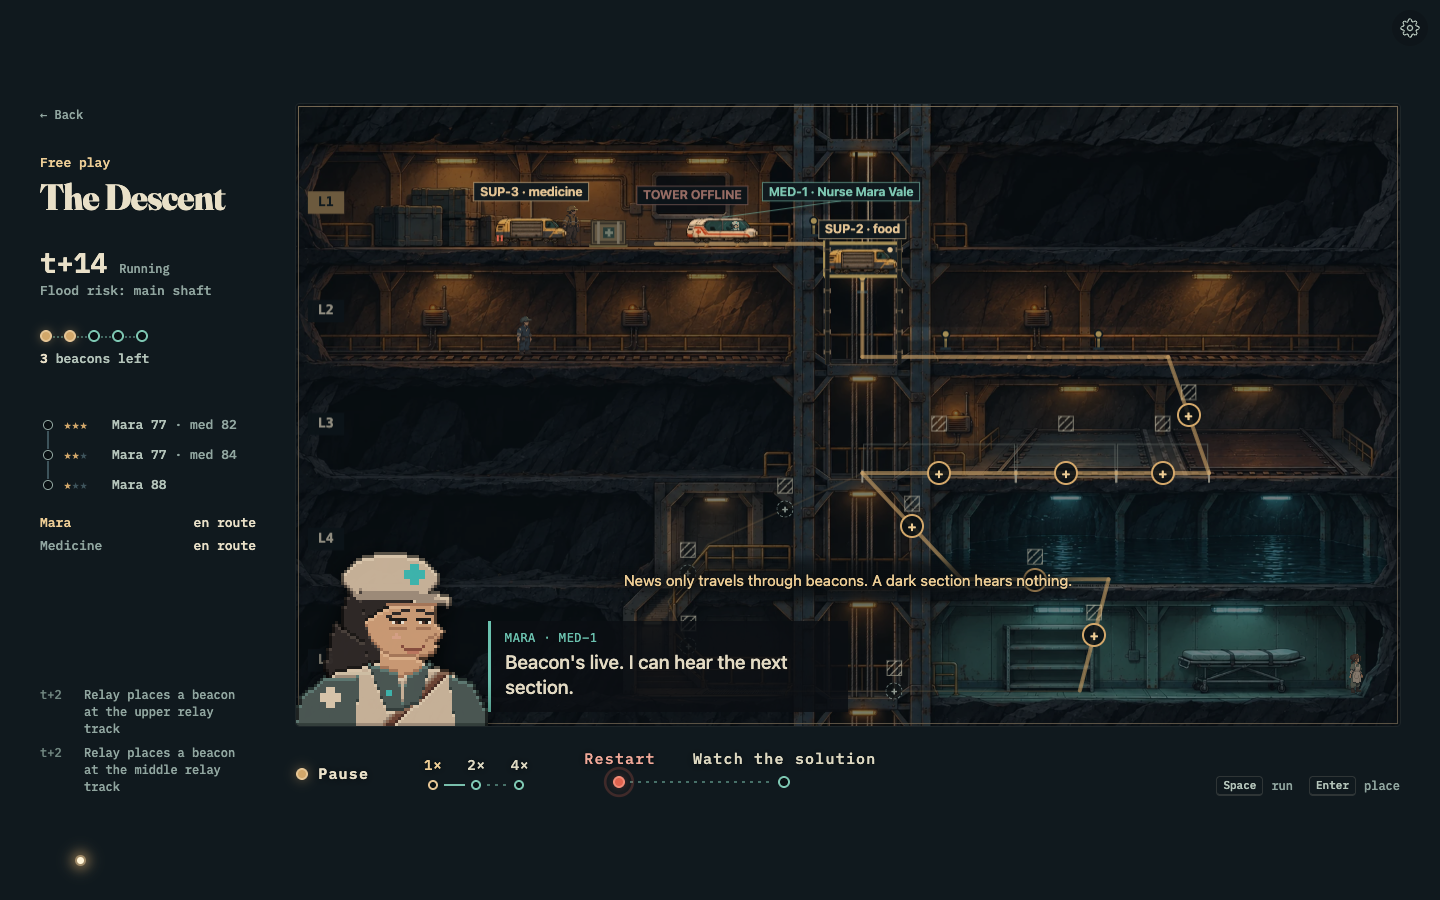 ← Back
Free play
The Descent
t+14 Running
Flood risk: main shaft
3 beacons left
★★★ Mara 77 · med 82
★★★ Mara 77 · med 84
★★★ Mara 88
Mara en route
Medicine en route
t+2 Relay places a beacon
at the upper relay
track
t+2 Relay places a beacon
at the middle relay
track
L1
SUP-3 · medicine
TOWER OFFLINE
MED-1 · Nurse Mara Vale
SUP-2 · food
L2
L3
L4
News only travels through beacons. A dark section hears nothing.
MARA · MED-1
Beacon's live. I can hear the next
section.
Pause
1× 2× 4×
Restart
Watch the solution
Space run Enter place